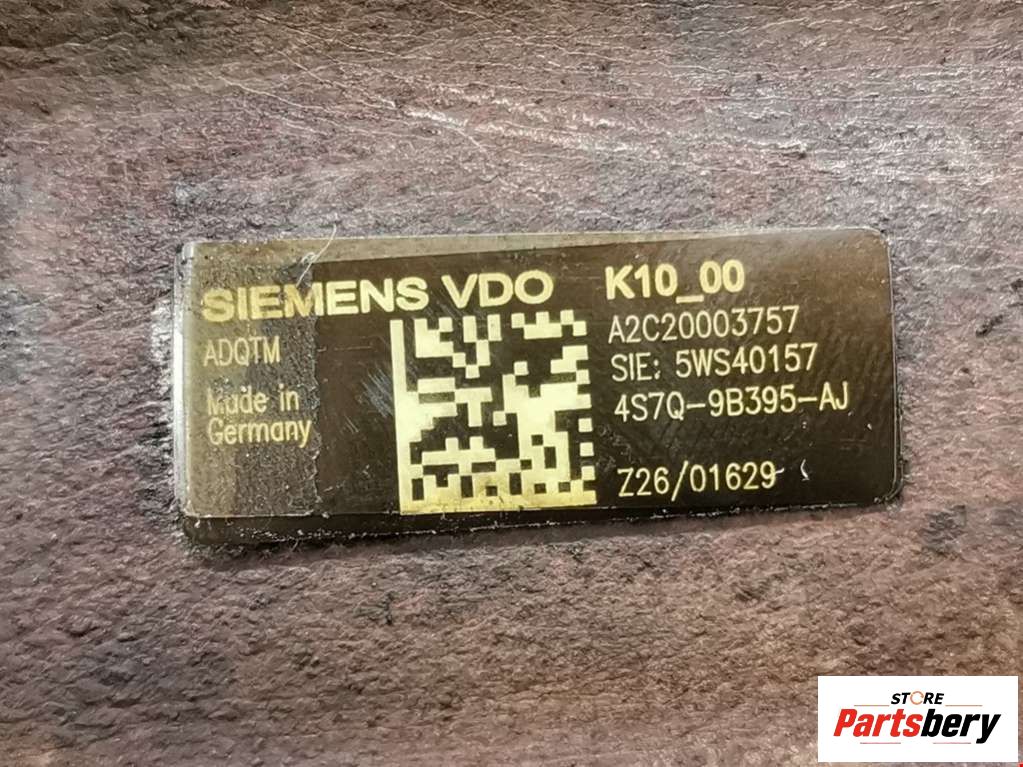 SIEMENS VDO
ADQTM
Made in
Germany
K10_00
A2C20003757
SIE: 5WS40157
4S7Q-9B395-AJ
Z26/01629
STORE
Partsbery